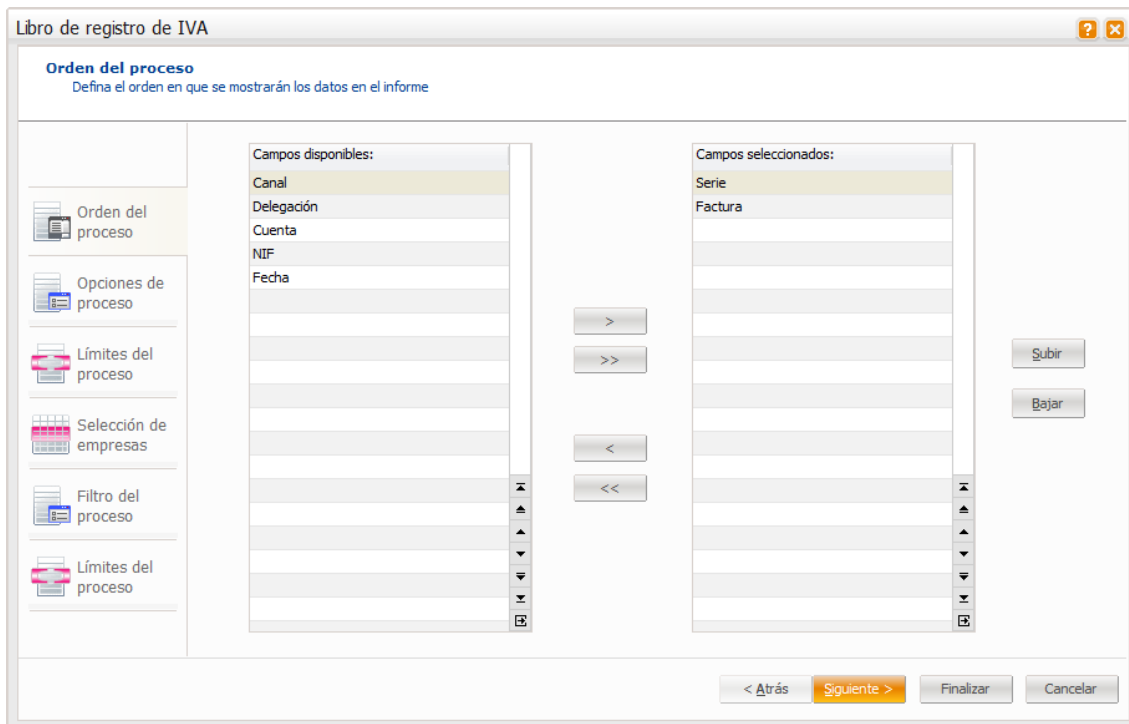 Libro de registro de IVA
?
Orden del proceso
Defina el orden en que se mostrarán los datos en el informe
Orden del
proceso
Opciones de
proceso
Límites del
proceso
Selección de
empresas
Filtro del
proceso
Límites del
proceso
Campos disponibles:
Canal
Delegación
Cuenta
NIF
Fecha
>
>>
<
<<
Campos seleccionados:
Serie
Factura
Subir
Bajar
< Atrás
Siguiente >
Finalizar
Cancelar